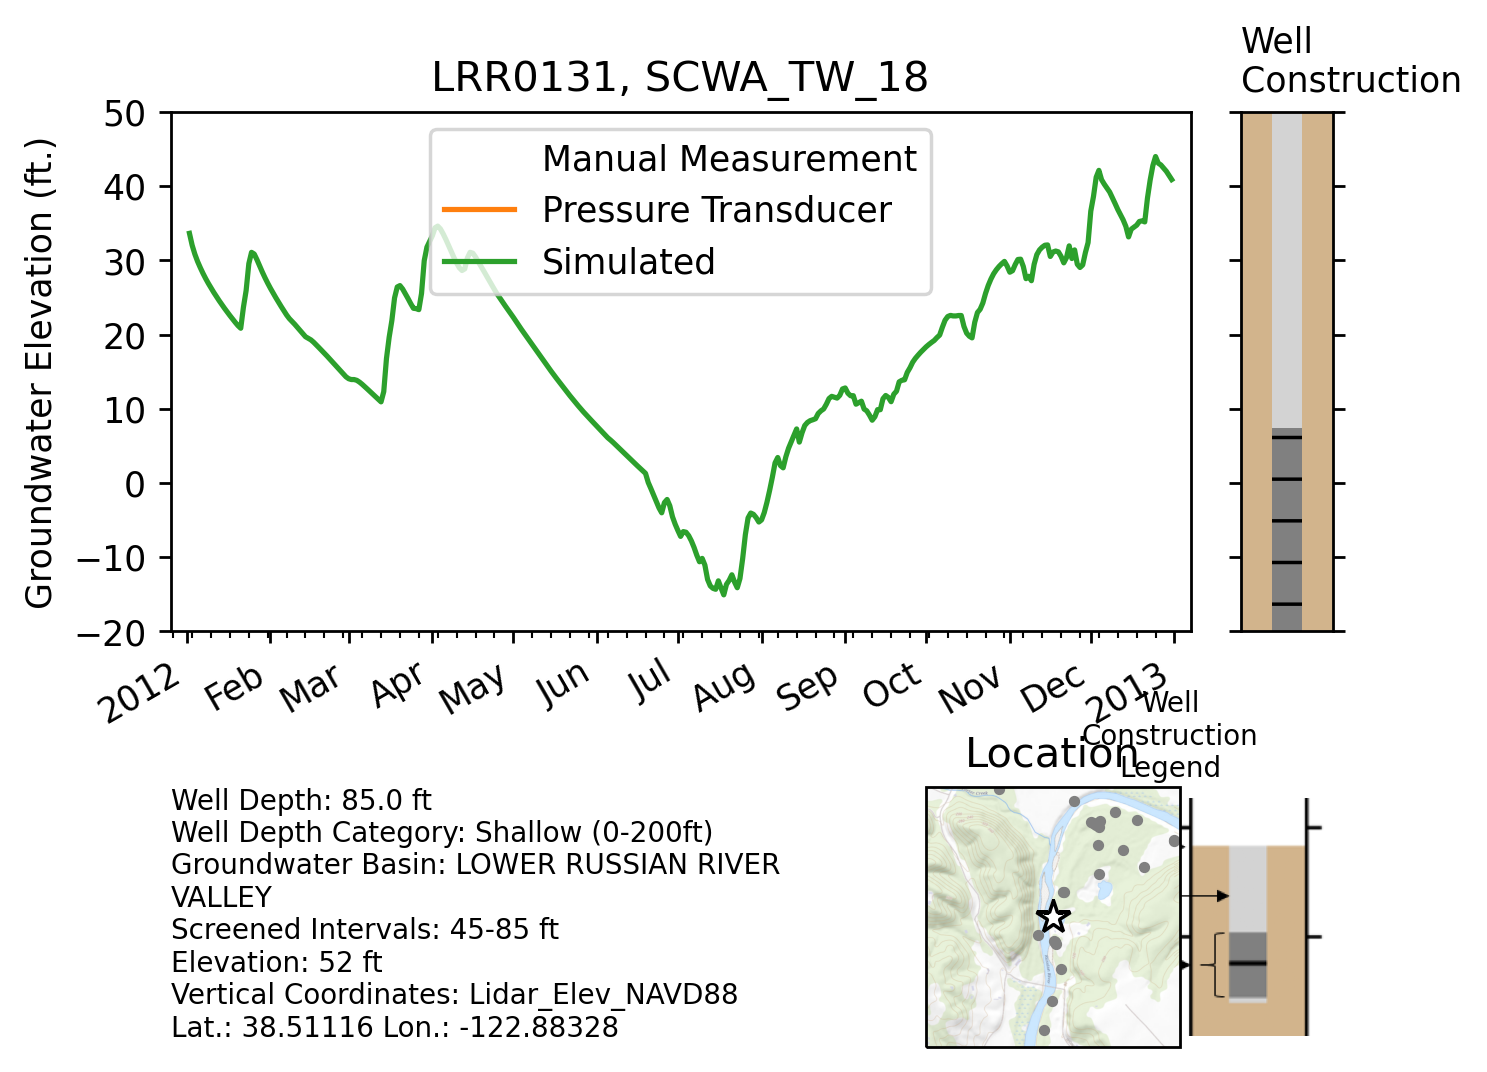 Well
Construction
LRR0131, SCWA_TW_18
Groundwater Elevation (ft.)
50
40
30
20
10
0
−10
−20
Manual Measurement
Pressure Transducer
Simulated
2012
Feb
Mar
Apr
May
Jun
Jul
Aug
Sep
Oct
Nov
Dec
2013
Well
Construction
Legend
Location
Well Depth: 85.0 ft
Well Depth Category: Shallow (0-200ft)
Groundwater Basin: LOWER RUSSIAN RIVER
VALLEY
Screened Intervals: 45-85 ft
Elevation: 52 ft
Vertical Coordinates: Lidar_Elev_NAVD88
Lat.: 38.51116 Lon.: -122.88328